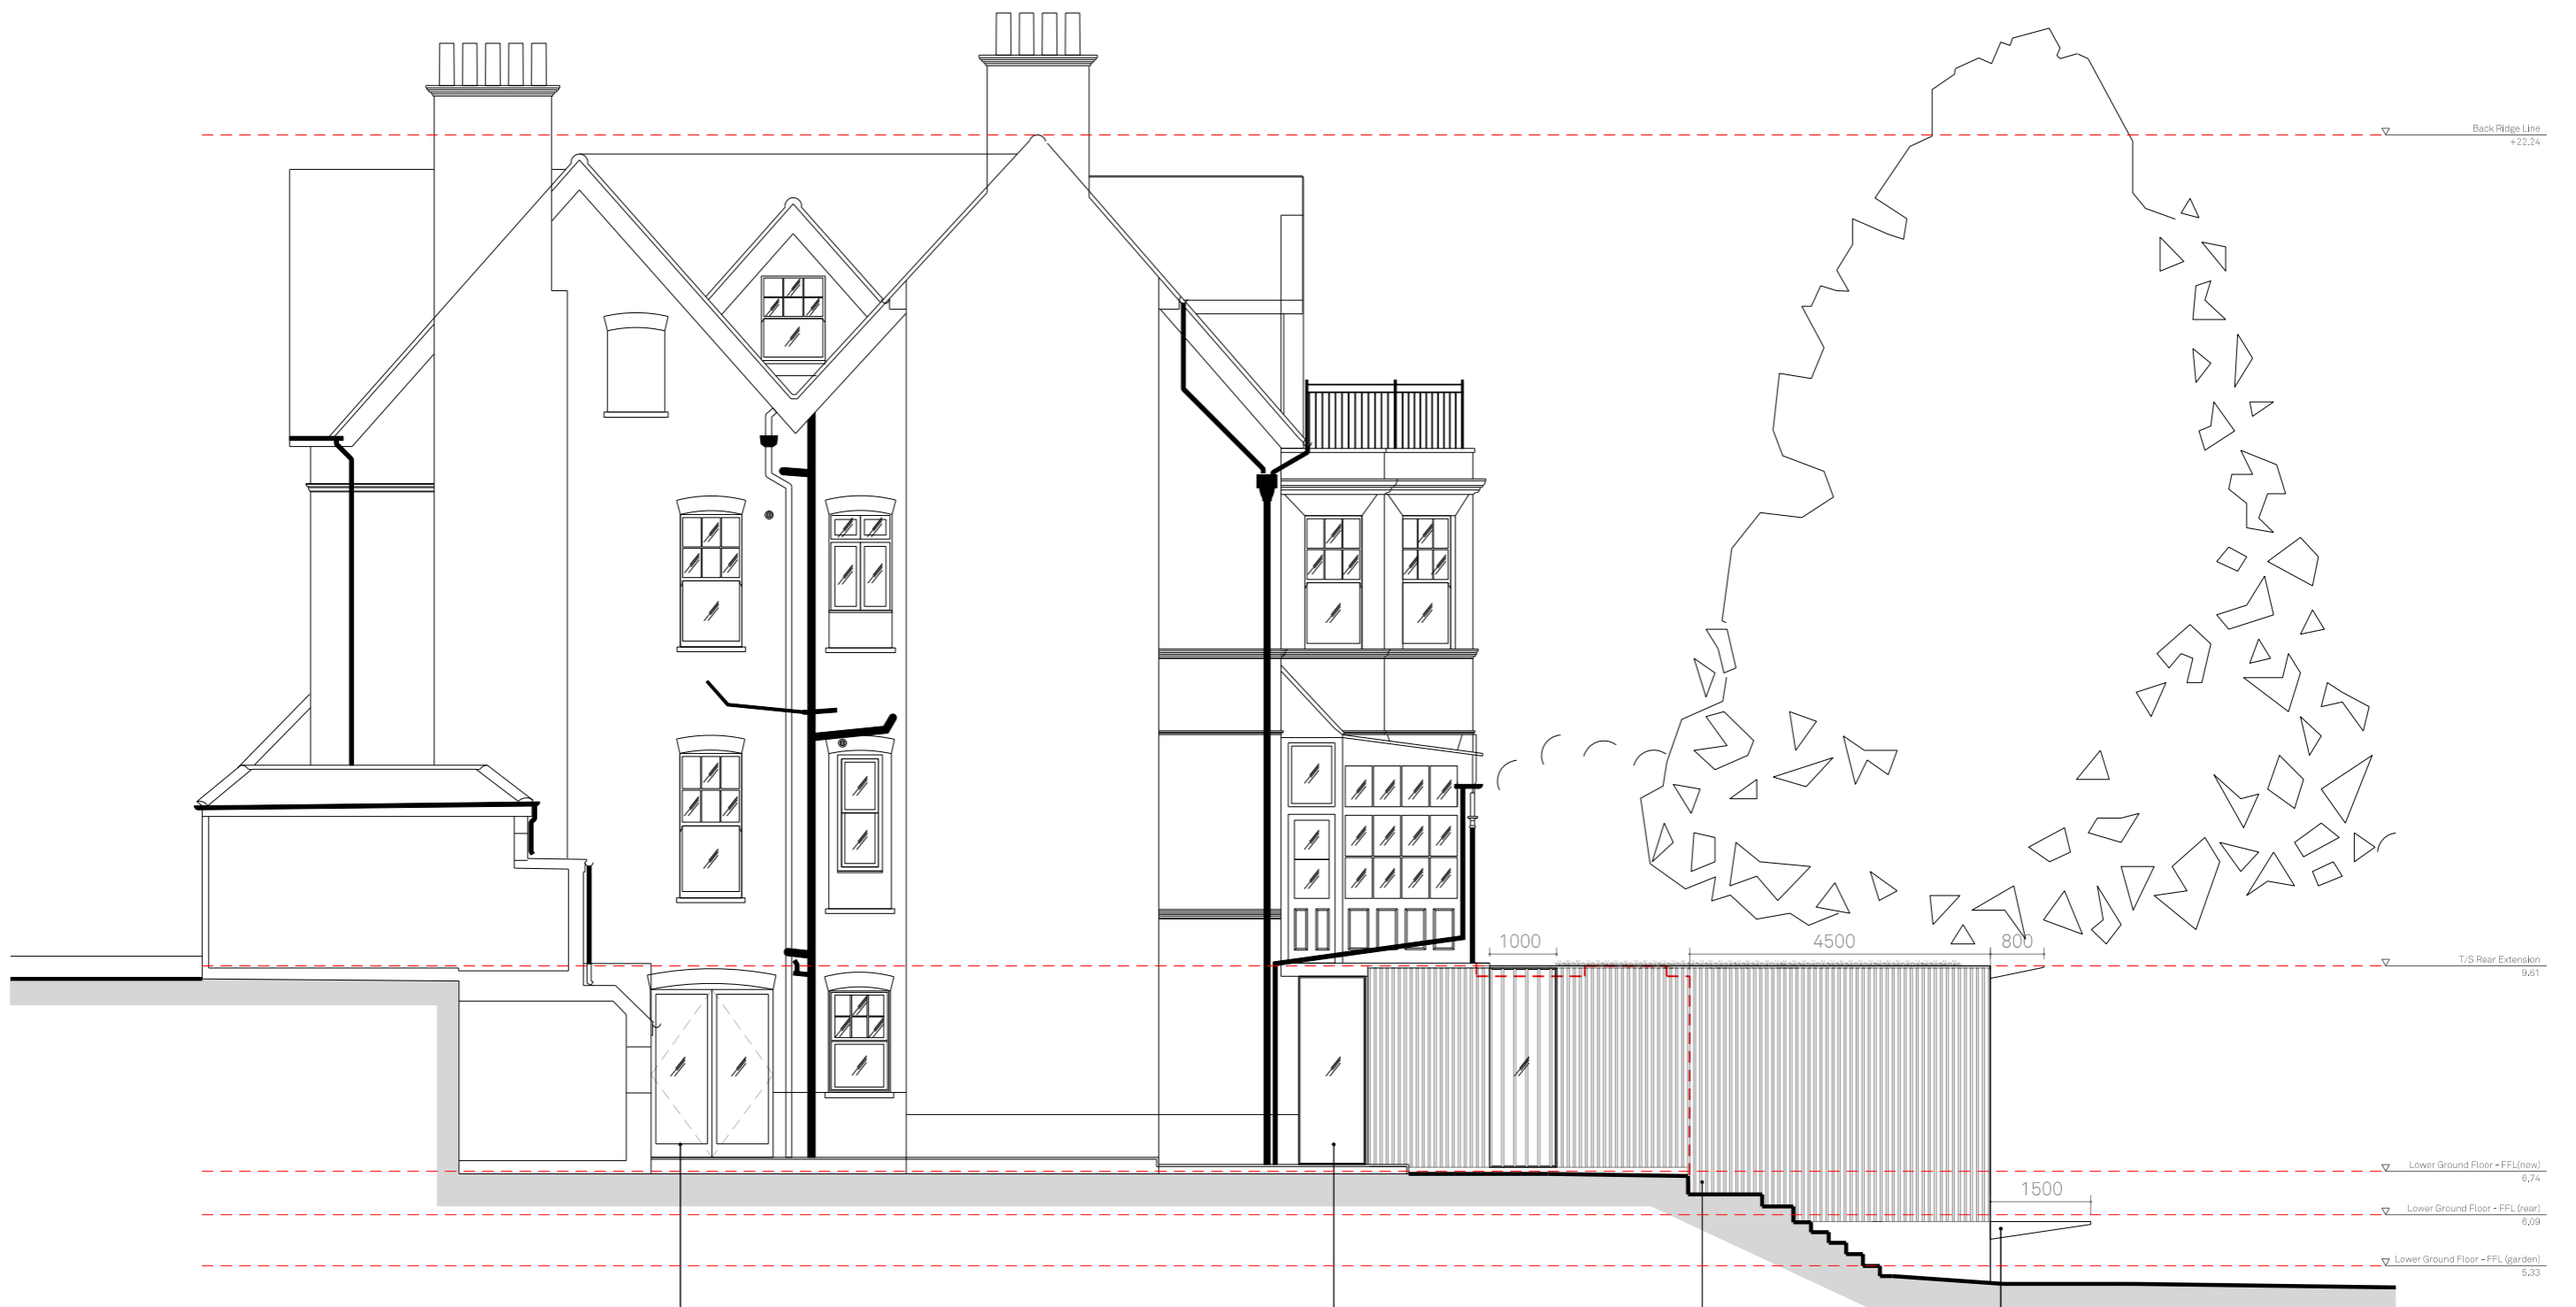 Back Ridge Line
+22.24
1000
4500
800
T/S Rear Extension
9.61
Lower Ground Floor - FFL(new)
6.74
1500
Lower Ground Floor - FFL (rear)
6.09
Lower Ground Floor - FFL (garden)
5.33